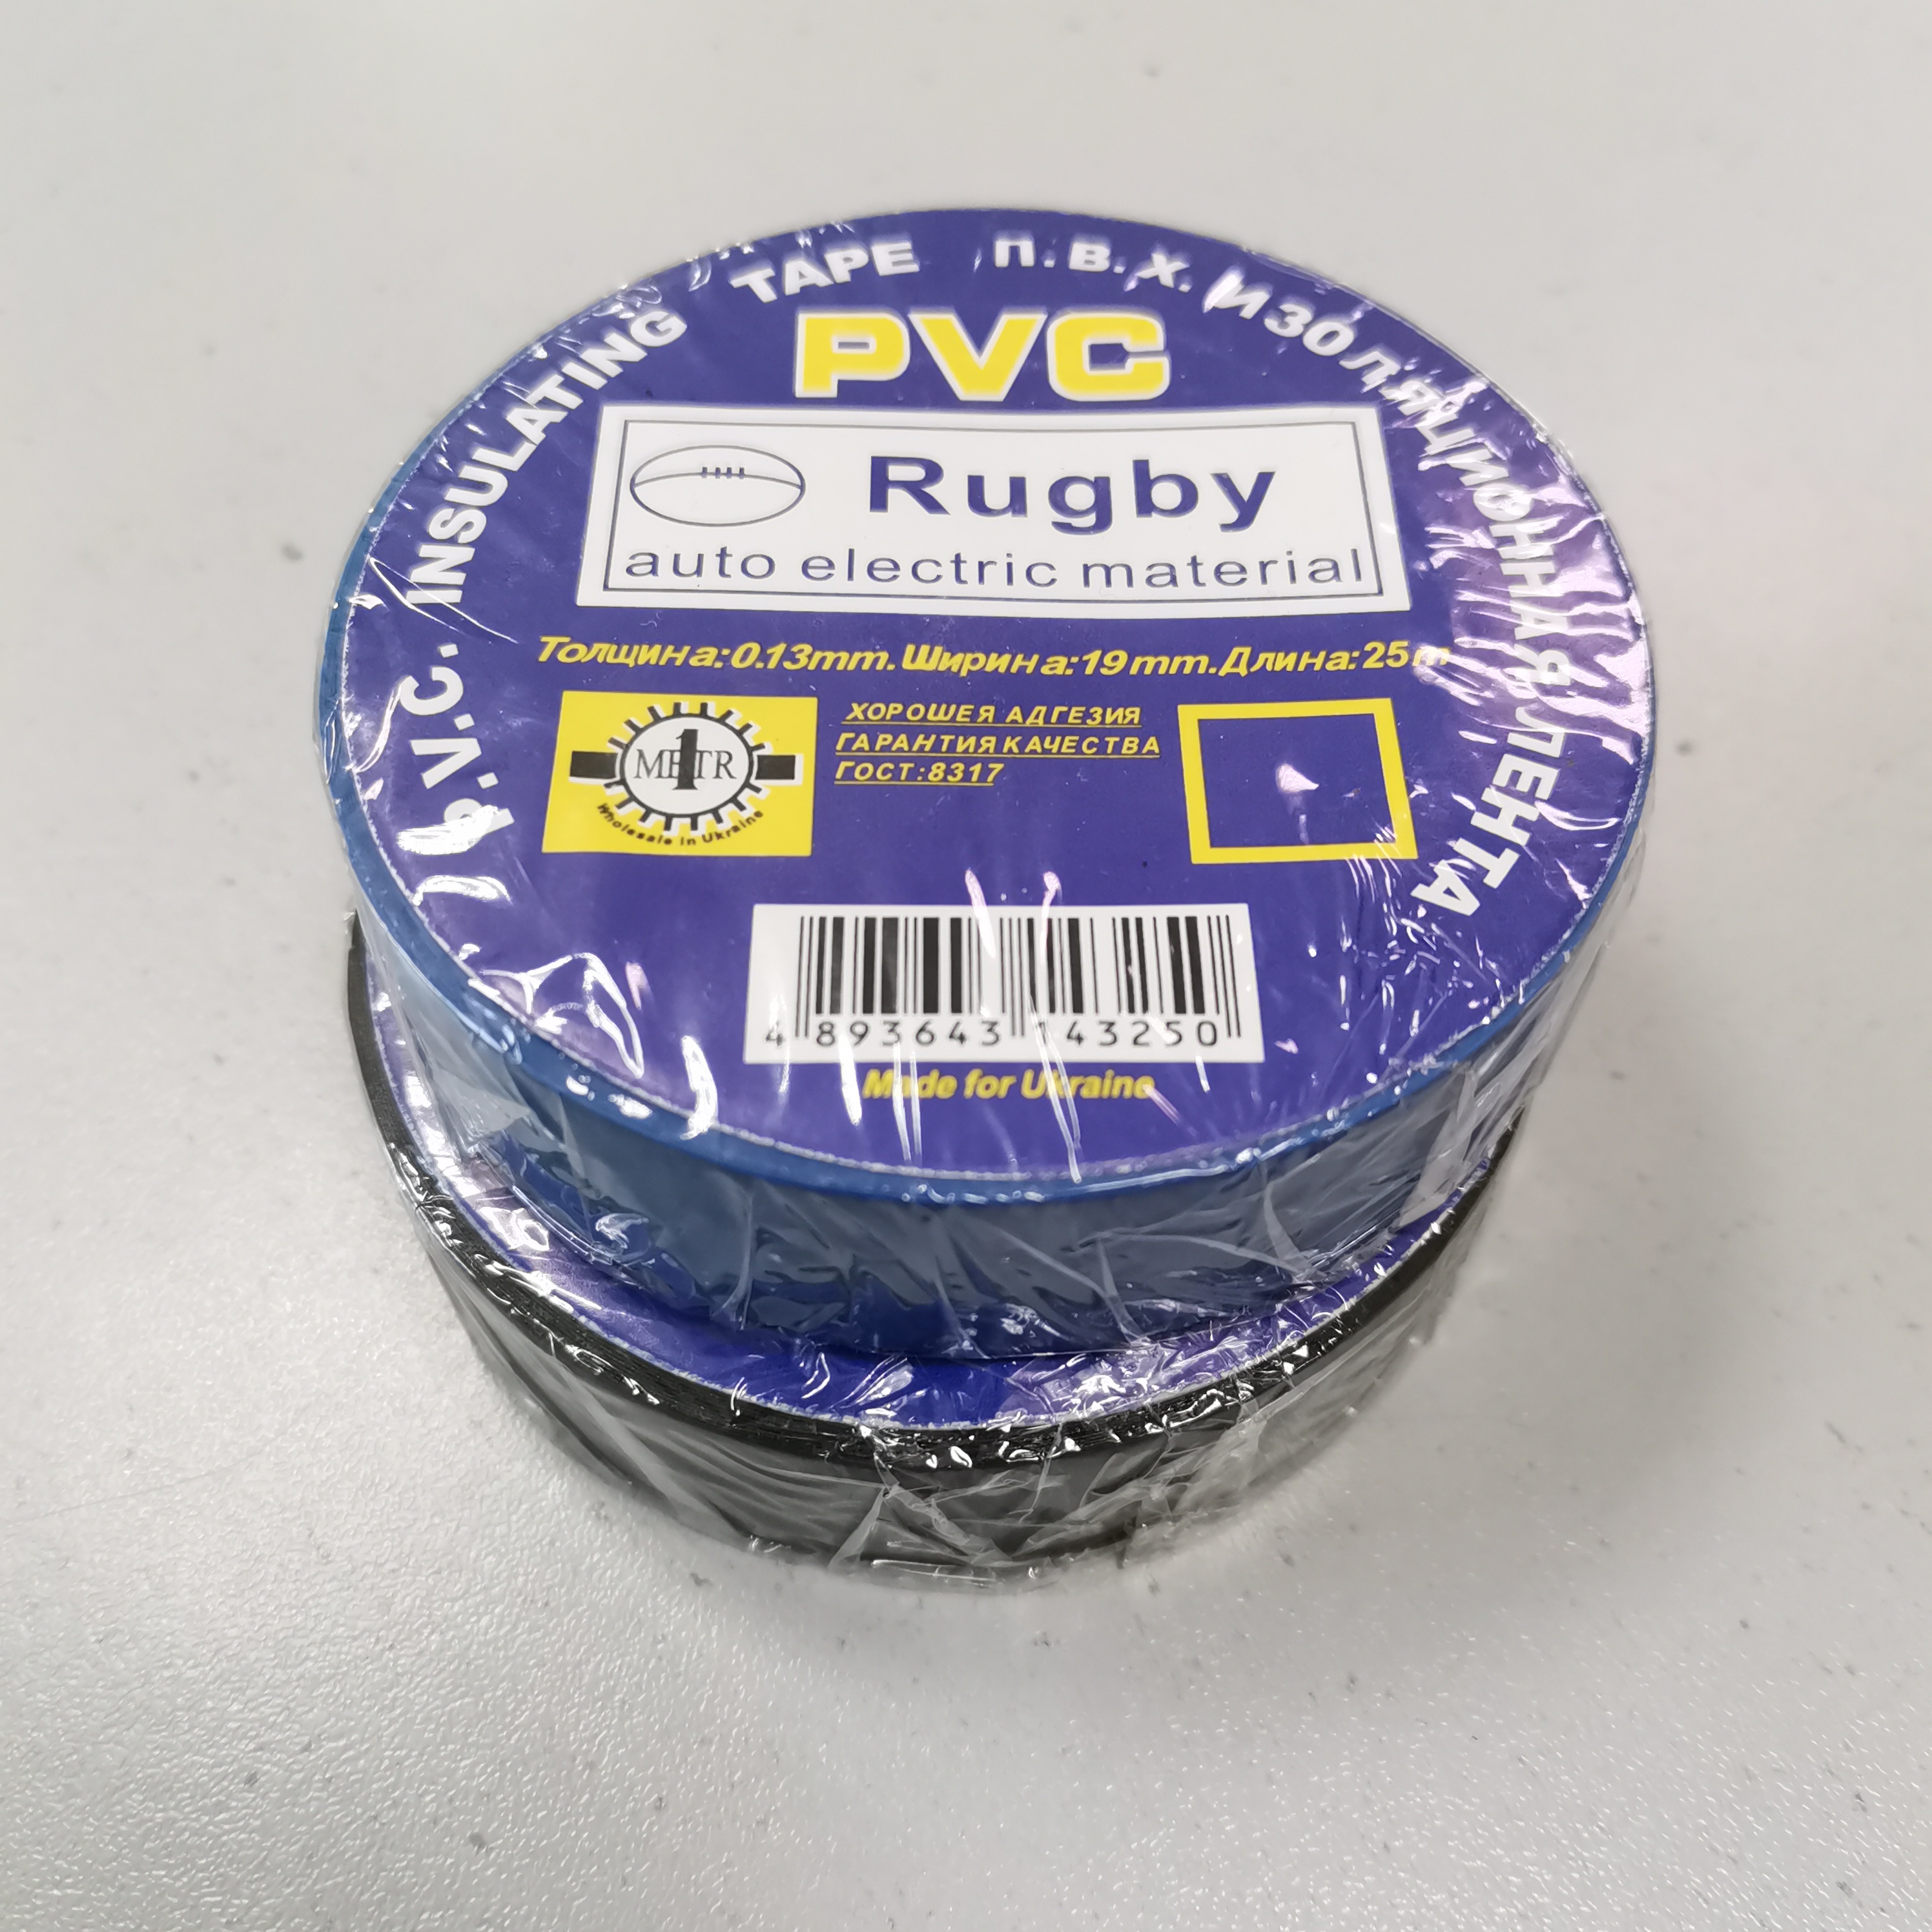 P.V.C. INSULATING TAPE П.В.Х. ИЗОЛЯЦИОННАЯ ЛЕНТА
PVC
Rugby
auto electric material
Толщина:0.13mm.Ширина:19mm.Длина:25m
1
METR
Wholesale in Ukraine
ХОРОШЕЯ АДГЕЗИЯ
ГАРАНТИЯ КАЧЕСТВА
ГОСТ:8317
4 893643 143250
Made for Ukraine